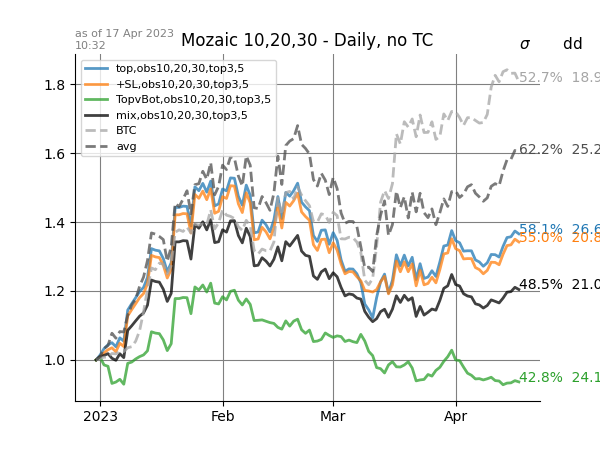 as of 17 Apr 2023
10:32
Mozaic 10,20,30 - Daily, no TC
σ dd
top,obs10,20,30,top3,5
+SL,obs10,20,30,top3,5
TopvBot,obs10,20,30,top3,5
mix,obs10,20,30,top3,5
BTC
avg
1.8
1.6
1.4
1.2
1.0
52.7% 18.9
62.2% 25.2
58.1% 26.6
55.0% 20.8
48.5% 21.0
42.8% 24.1
2023 Feb Mar Apr